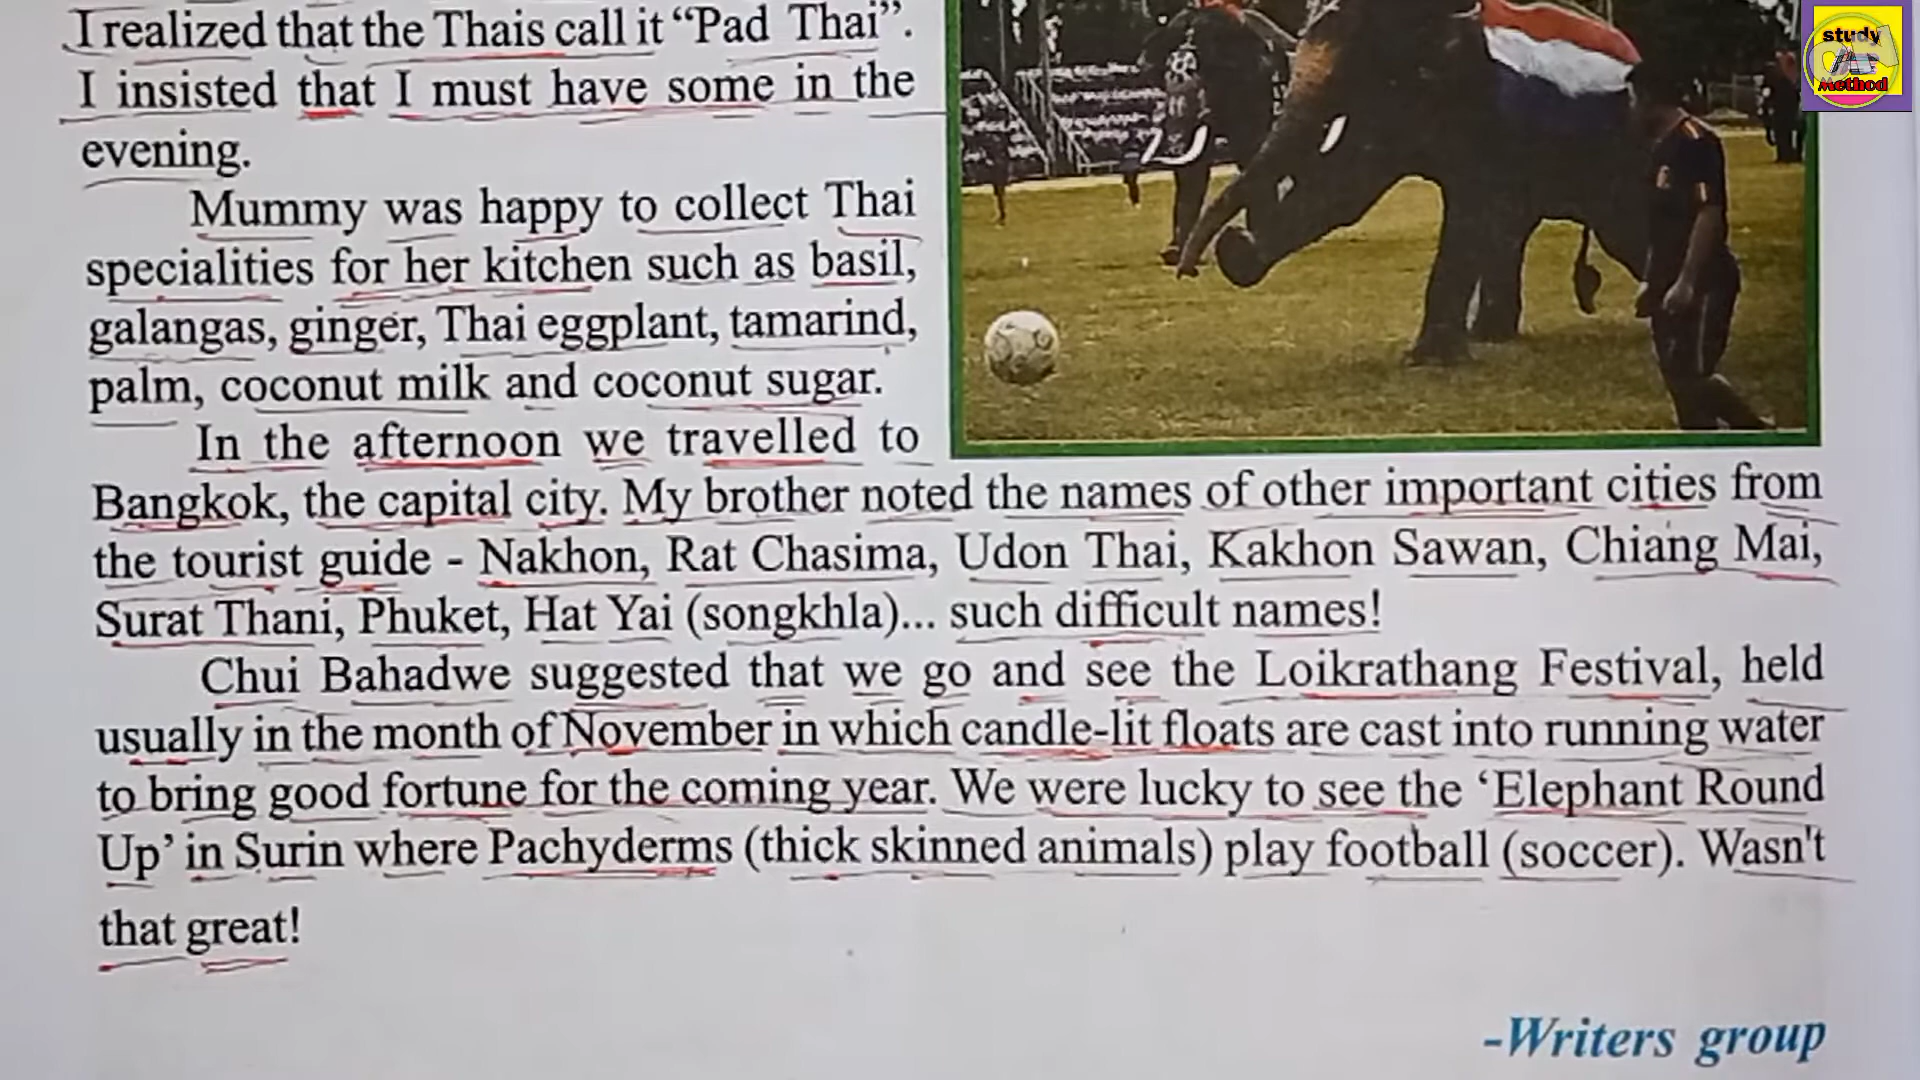 I realized that the Thais call it “Pad Thai”.
I insisted that I must have some in the
evening.
Mummy was happy to collect Thai
specialities for her kitchen such as basil,
galangas, ginger, Thai eggplant, tamarind,
palm, coconut milk and coconut sugar.
In the afternoon we travelled to
Bangkok, the capital city. My brother noted the names of other important cities from
the tourist guide - Nakhon, Rat Chasima, Udon Thai, Kakhon Sawan, Chiang Mai,
Surat Thani, Phuket, Hat Yai (songkhla)... such difficult names!
Chui Bahadwe suggested that we go and see the Loikrathang Festival, held
usually in the month of November in which candle-lit floats are cast into running water
to bring good fortune for the coming year. We were lucky to see the ‘Elephant Round
Up’ in Surin where Pachyderms (thick skinned animals) play football (soccer). Wasn't
that great!
-Writers group
study
Method